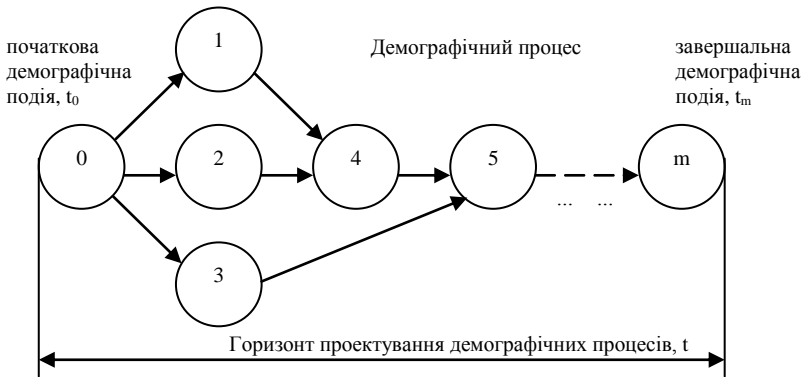 початкова
демографічна
подія, t₀
1
Демографічний процес
завершальна
демографічна
подія, tₘ
0
2
4
5
m
... ...
3
Горизонт проектування демографічних процесів, t